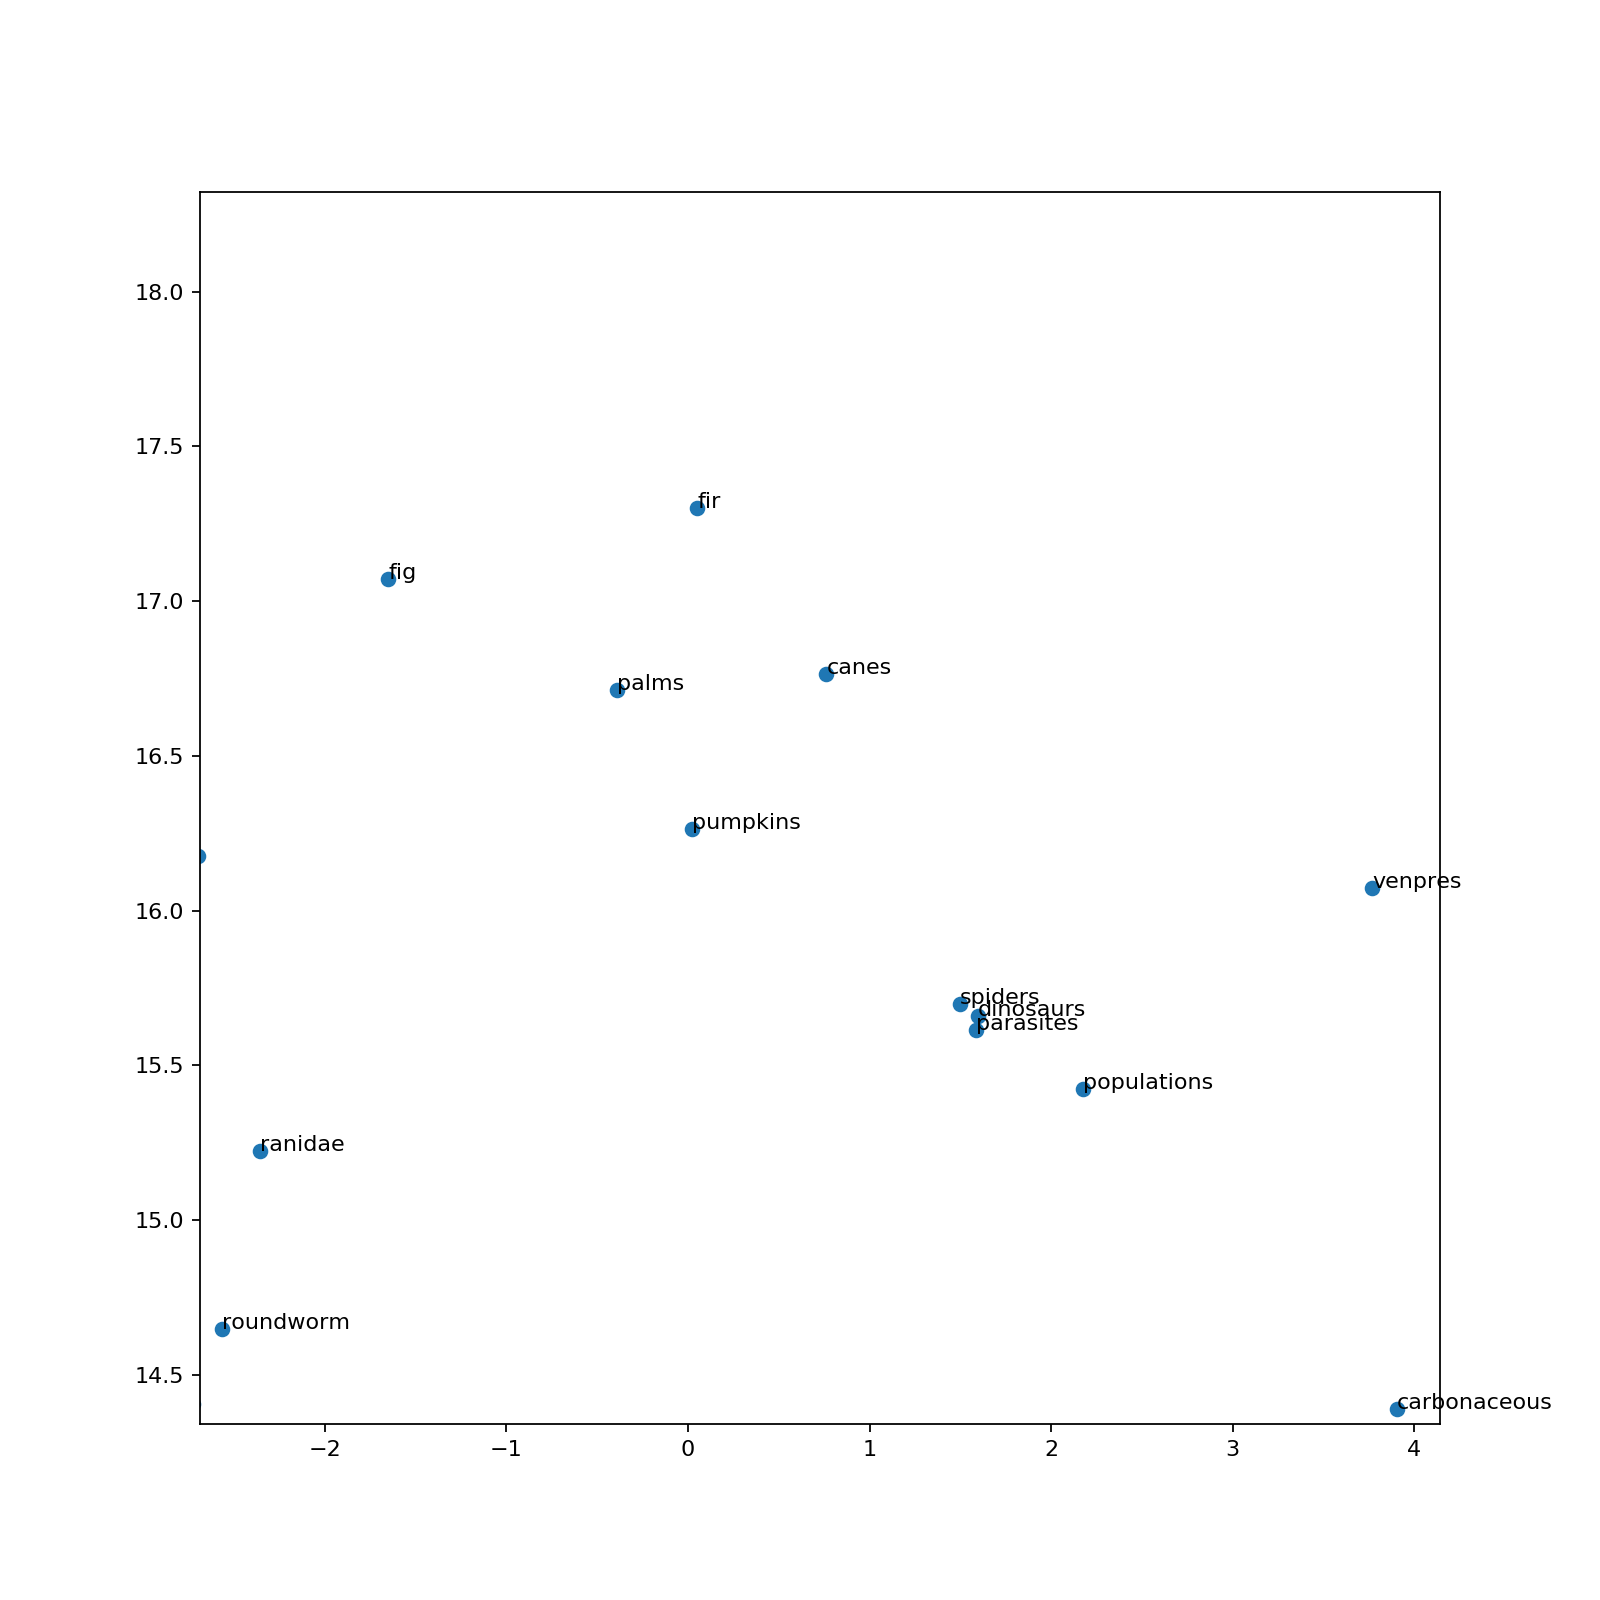 18.0
17.5
fir
fig
17.0
canes
palms
16.5
pumpkins
venpres
16.0
spiders
dinosaurs
parasites
populations
15.5
ranidae
15.0
roundworm
14.5
carbonaceous
−2 −1 0 1 2 3 4